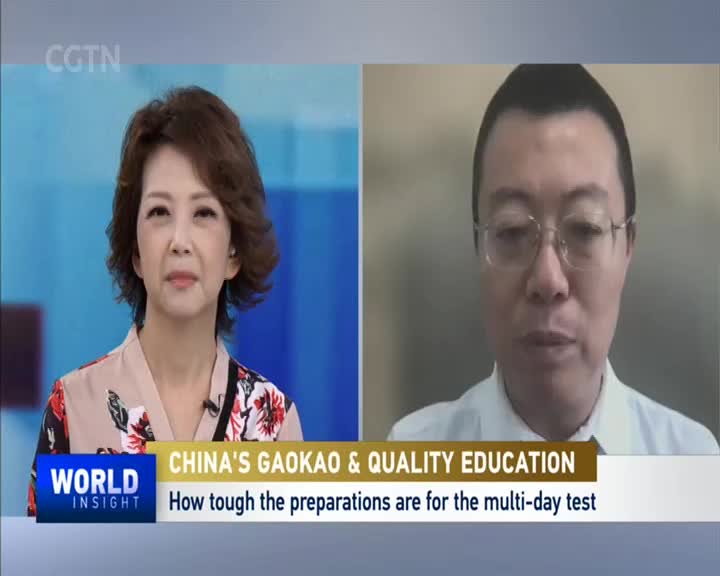 CGTN
CHINA'S GAOKAO & QUALITY EDUCATION
WORLD
INSIGHT
How tough the preparations are for the multi-day test